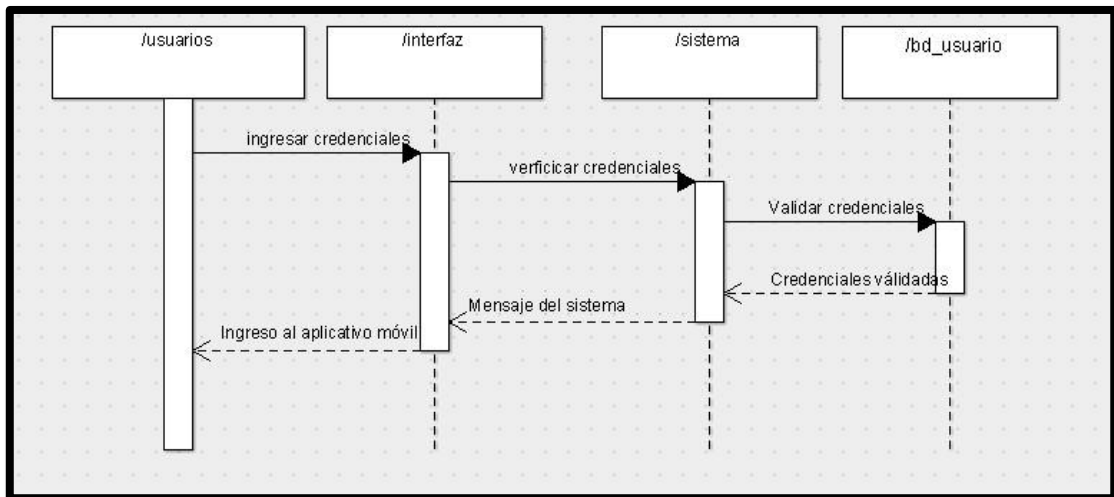 /usuarios
/interfaz
/sistema
/bd_usuario
ingresar credenciales
verficicar credenciales
Validar credenciales
Credenciales válidadas
Mensaje del sistema
Ingreso al aplicativo móvil